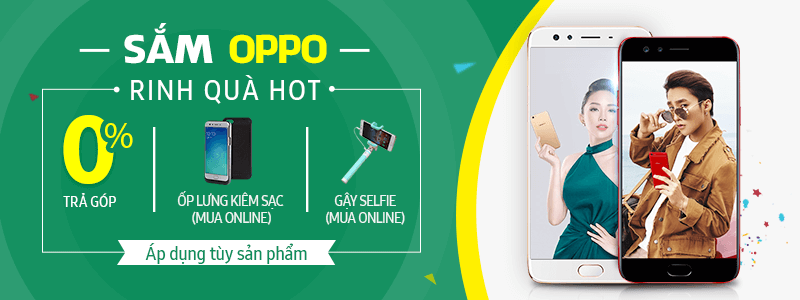 SẮM OPPO
RINH QUÀ HOT
0%
TRẢ GÓP
ỐP LƯNG KIÊM SẠC
(MUA ONLINE)
GẬY SELFIE
(MUA ONLINE)
Áp dụng tùy sản phẩm